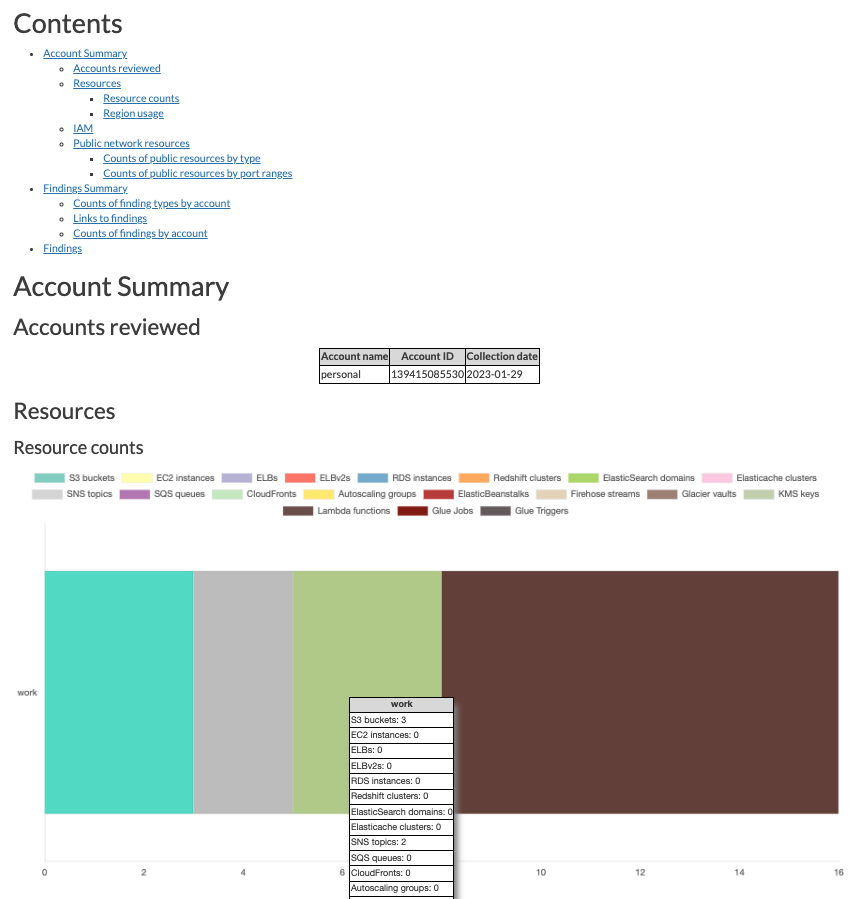 Contents
Account Summary
Accounts reviewed
Resources
Resource counts
Region usage
IAM
Public network resources
Counts of public resources by type
Counts of public resources by port ranges
Findings Summary
Counts of finding types by account
Links to findings
Counts of findings by account
Findings
Account Summary
Accounts reviewed
Account name Account ID Collection date
personal 139415085530 2023-01-29
Resources
Resource counts
S3 buckets EC2 instances ELBs ELBv2s RDS instances Redshift clusters ElasticSearch domains Elasticache clusters
SNS topics SQS queues CloudFronts Autoscaling groups ElasticBeanstalks Firehose streams Glacier vaults KMS keys
Lambda functions Glue Jobs Glue Triggers
work
work
S3 buckets: 3
EC2 instances: 0
ELBs: 0
ELBv2s: 0
RDS instances: 0
Redshift clusters: 0
ElasticSearch domains: 0
Elasticache clusters: 0
SNS topics: 2
SQS queues: 0
CloudFronts: 0
Autoscaling groups: 0
0 2 4 6 10 12 14 16